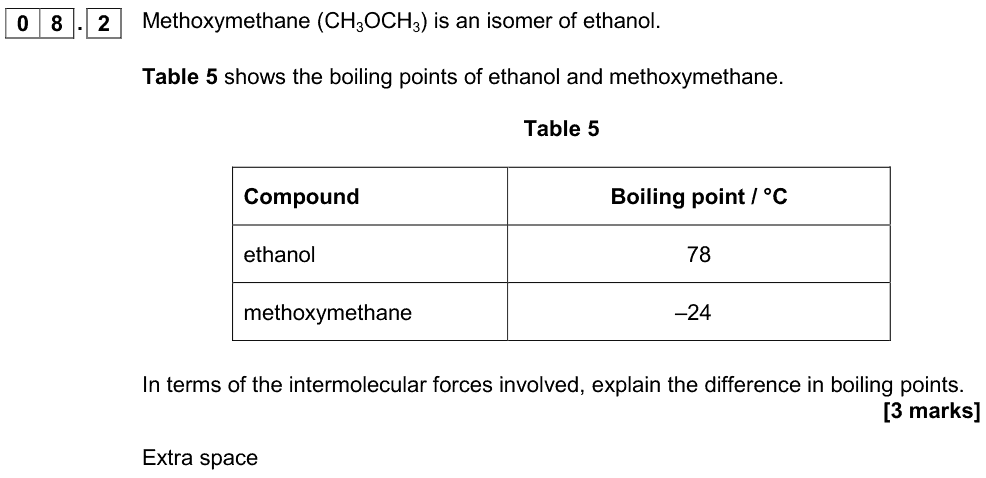 0 8 . 2 Methoxymethane (CH₃OCH₃) is an isomer of ethanol.
Table 5 shows the boiling points of ethanol and methoxymethane.
Table 5
Compound Boiling point / °C
ethanol 78
methoxymethane –24
In terms of the intermolecular forces involved, explain the difference in boiling points.
[3 marks]
Extra space